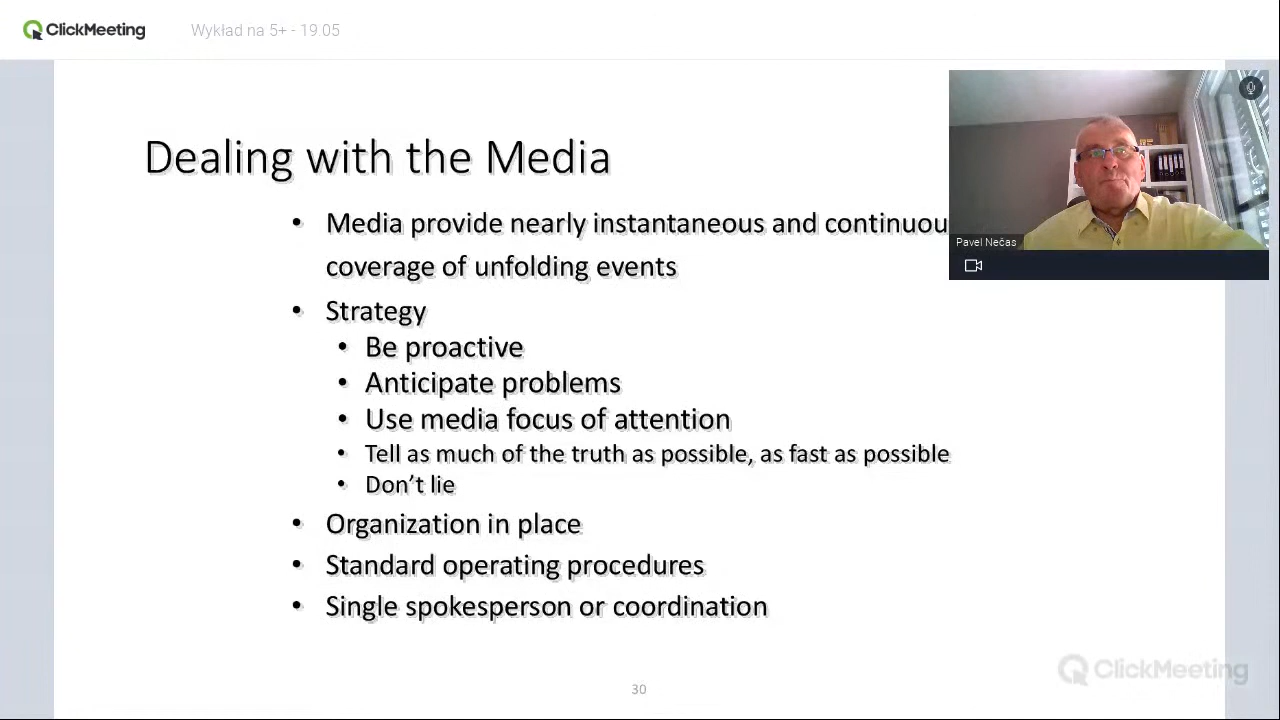 ClickMeeting
Wykład na 5+ - 19.05
Dealing with the Media
• Media provide nearly instantaneous and continuou
coverage of unfolding events
• Strategy
• Be proactive
• Anticipate problems
• Use media focus of attention
• Tell as much of the truth as possible, as fast as possible
• Don’t lie
• Organization in place
• Standard operating procedures
• Single spokesperson or coordination
Pavel Nečas
ClickMeeting
30